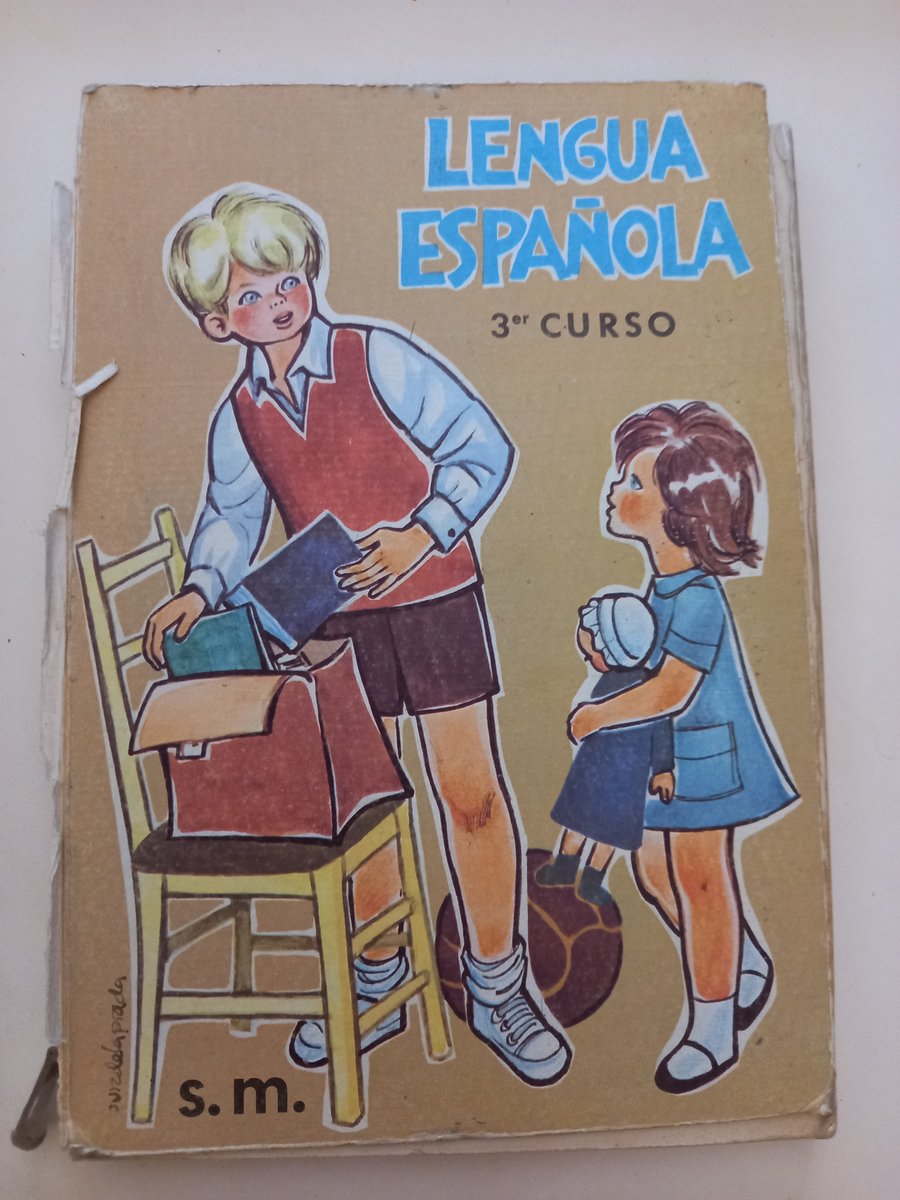 LENGUA
ESPAÑOLA
3er CURSO
s.m.